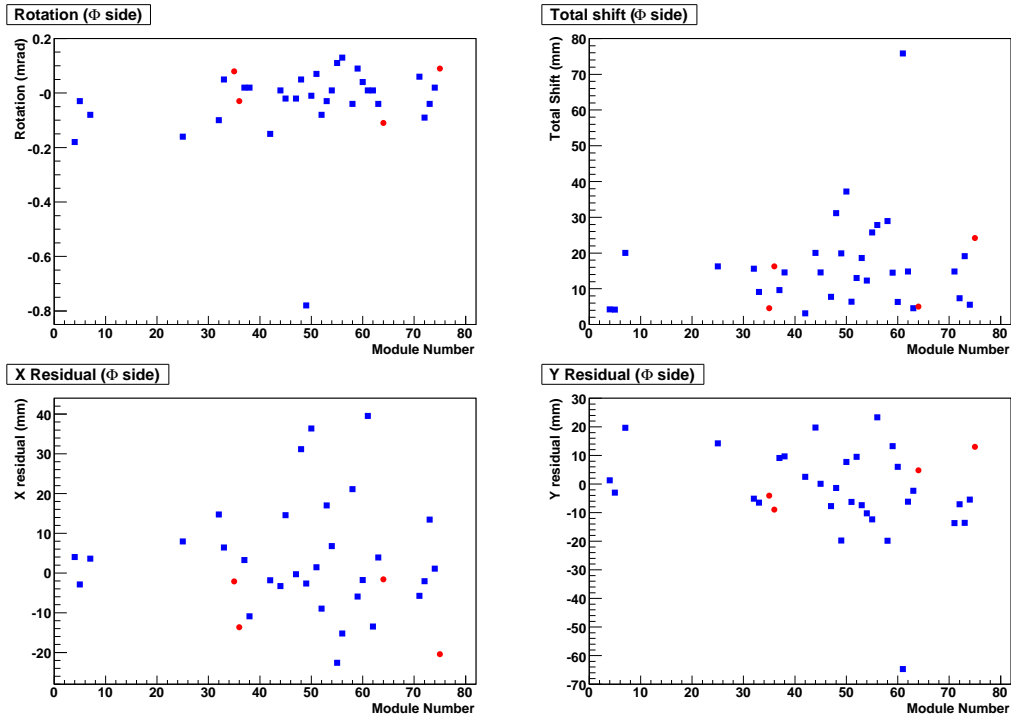 Rotation (Φ side)
Rotation (mrad)
0.2
-0
-0.2
-0.4
-0.6
-0.8
0 10 20 30 40 50 60 70 80
Module Number
Total shift (Φ side)
Total Shift (mm)
80
70
60
50
40
30
20
10
0
0 10 20 30 40 50 60 70 80
Module Number
X Residual (Φ side)
X residual (mm)
40
30
20
10
0
-10
-20
0 10 20 30 40 50 60 70 80
Module Number
Y Residual (Φ side)
Y residual (mm)
30
20
10
0
-10
-20
-30
-40
-50
-60
-70
0 10 20 30 40 50 60 70 80
Module Number